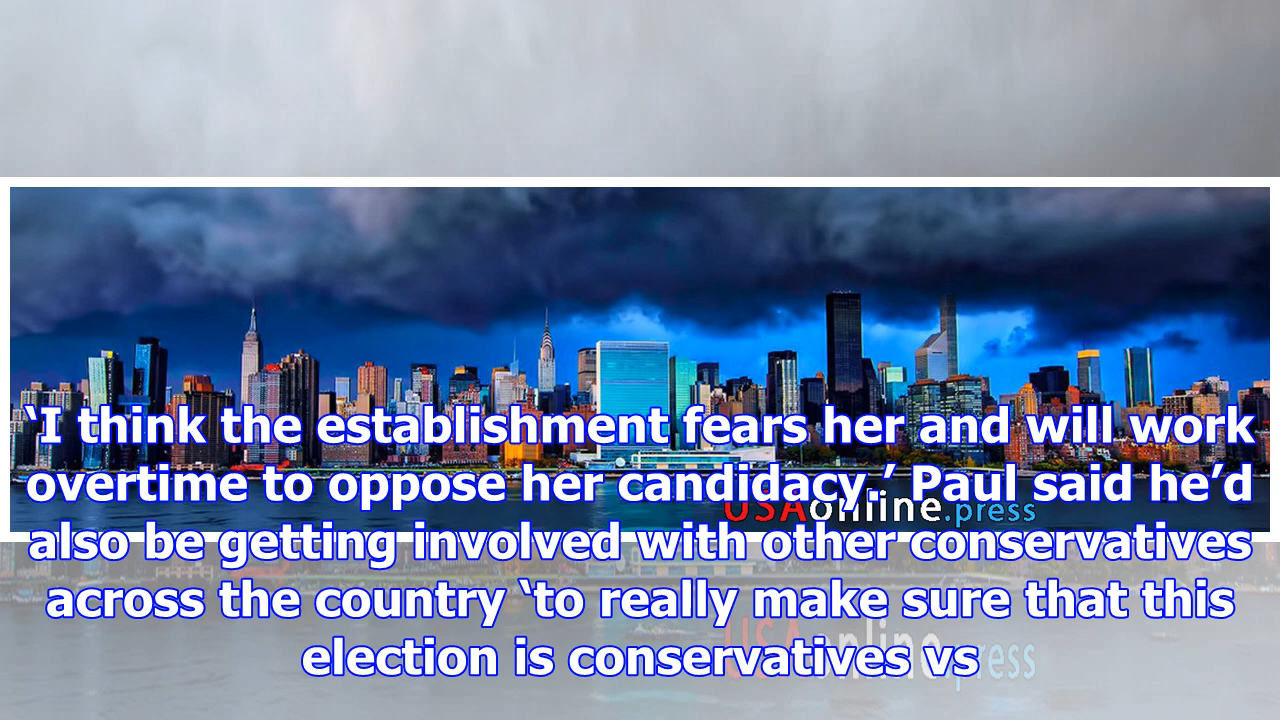 ‘I think the establishment fears her and will work
overtime to oppose her candidacy.’ Paul said he’d
USAonline.press
also be getting involved with other conservatives
across the country ‘to really make sure that this
election is conservatives vs
USAonline.press